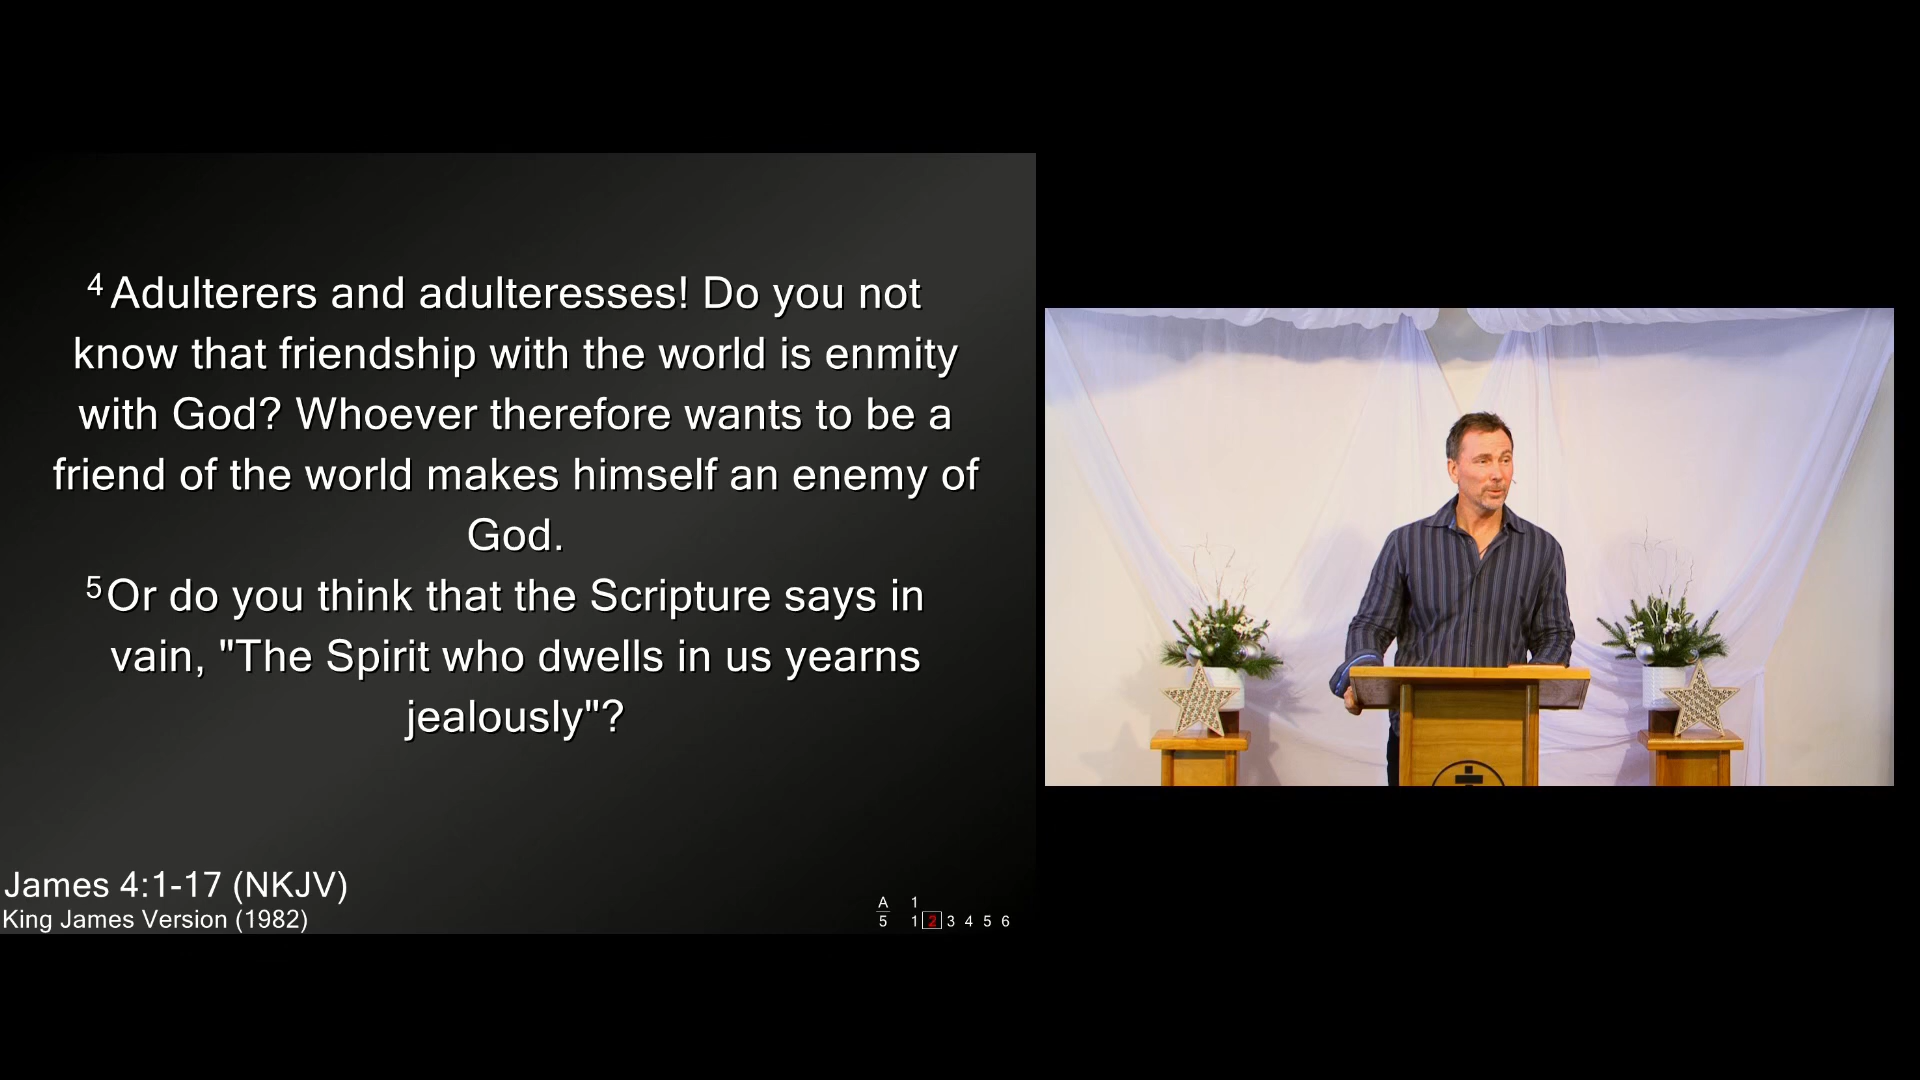 4 Adulterers and adulteresses! Do you not
know that friendship with the world is enmity
with God? Whoever therefore wants to be a
friend of the world makes himself an enemy of
God.
5 Or do you think that the Scripture says in
vain, "The Spirit who dwells in us yearns
jealously"?
James 4:1-17 (NKJV)
King James Version (1982)
A 1
5 1 2 3 4 5 6